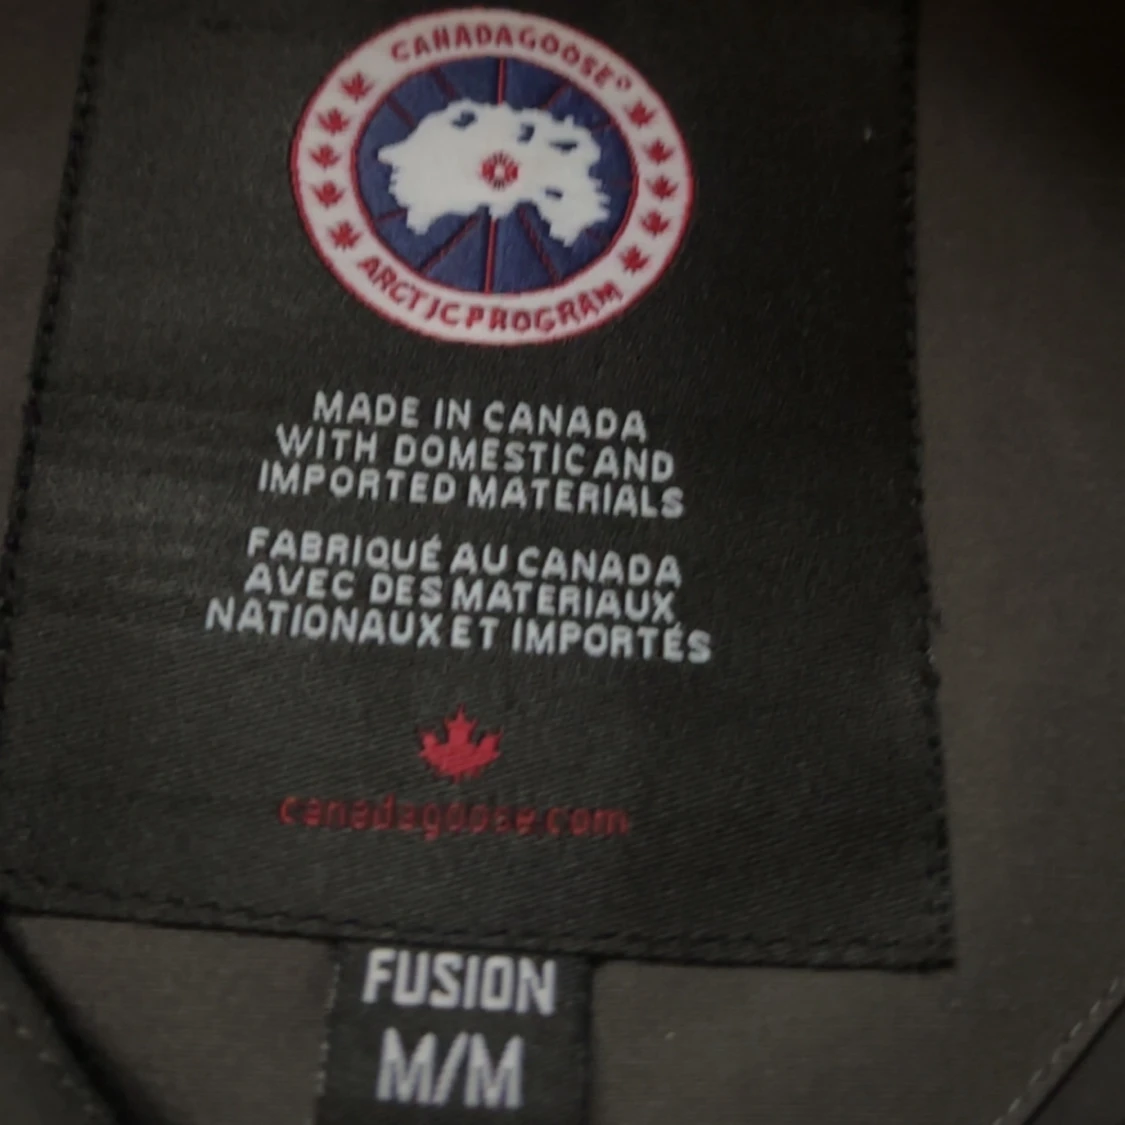 CANADA GOOSE
ARCTIC PROGRAM
MADE IN CANADA
WITH DOMESTIC AND
IMPORTED MATERIALS
FABRIQUÉ AU CANADA
AVEC DES MATERIAUX
NATIONAUX ET IMPORTÉS
canadagoose.com
FUSION
M/M